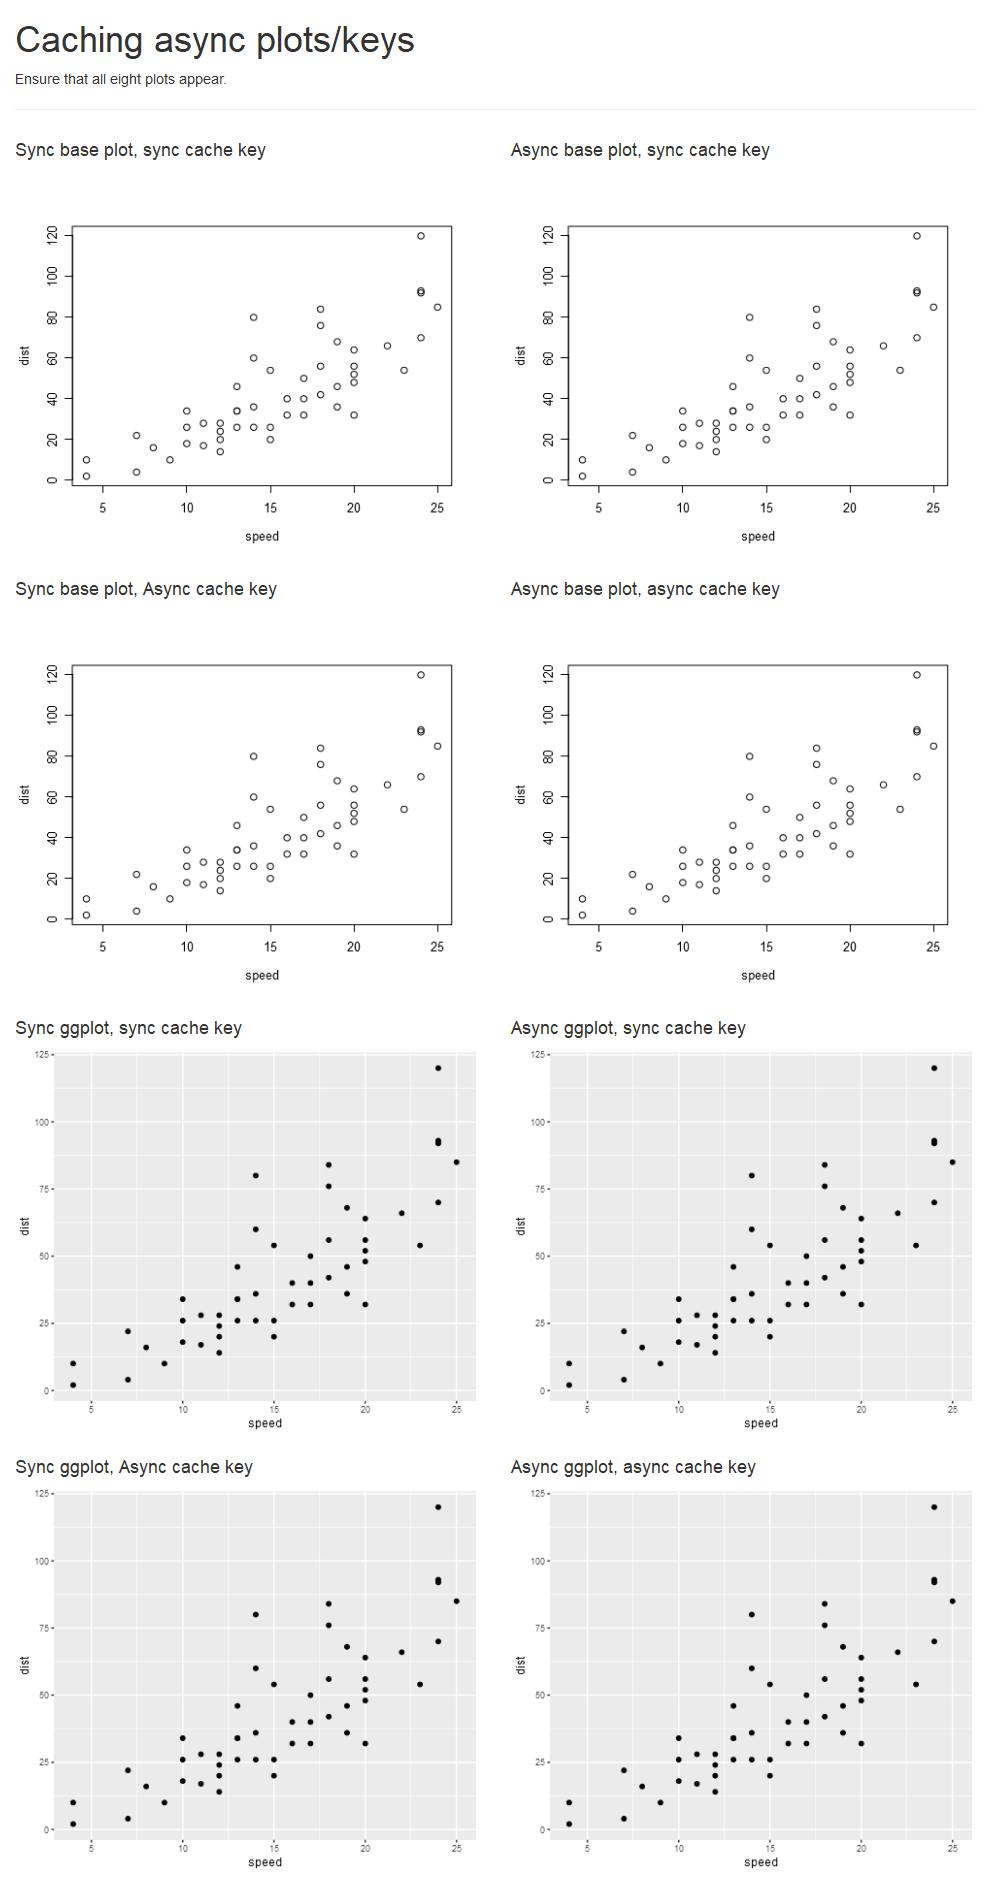 Caching async plots/keys
Ensure that all eight plots appear.
Sync base plot, sync cache key
120
100
80
60
40
20
0
dist
5 10 15 20 25
speed
Async base plot, sync cache key
120
100
80
60
40
20
0
dist
5 10 15 20 25
speed
Sync base plot, Async cache key
120
100
80
60
40
20
0
dist
5 10 15 20 25
speed
Async base plot, async cache key
120
100
80
60
40
20
0
dist
5 10 15 20 25
speed
Sync ggplot, sync cache key
125
100
75
50
25
0
dist
5 10 15 20 25
speed
Async ggplot, sync cache key
125
100
75
50
25
0
dist
5 10 15 20 25
speed
Sync ggplot, Async cache key
125
100
75
50
25
0
dist
5 10 15 20 25
speed
Async ggplot, async cache key
125
100
75
50
25
0
dist
5 10 15 20 25
speed